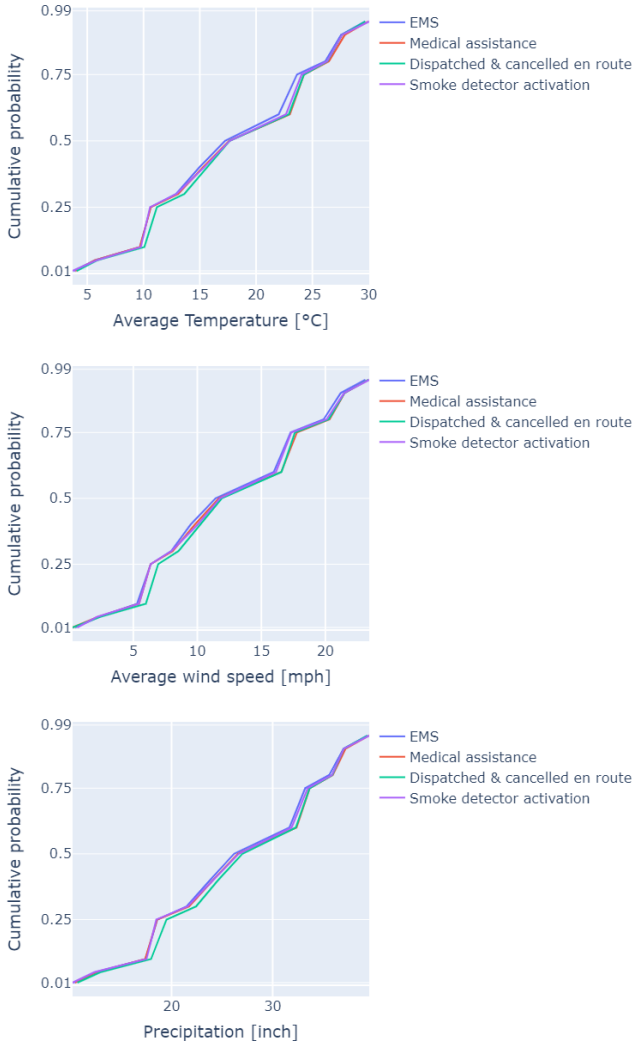 0.99
0.75
0.5
0.25
0.01
Cumulative probability
5
10
15
20
25
30
Average Temperature [°C]
EMS
Medical assistance
Dispatched & cancelled en route
Smoke detector activation
0.99
0.75
0.5
0.25
0.01
Cumulative probability
5
10
15
20
Average wind speed [mph]
EMS
Medical assistance
Dispatched & cancelled en route
Smoke detector activation
0.99
0.75
0.5
0.25
0.01
Cumulative probability
20
30
Precipitation [inch]
EMS
Medical assistance
Dispatched & cancelled en route
Smoke detector activation